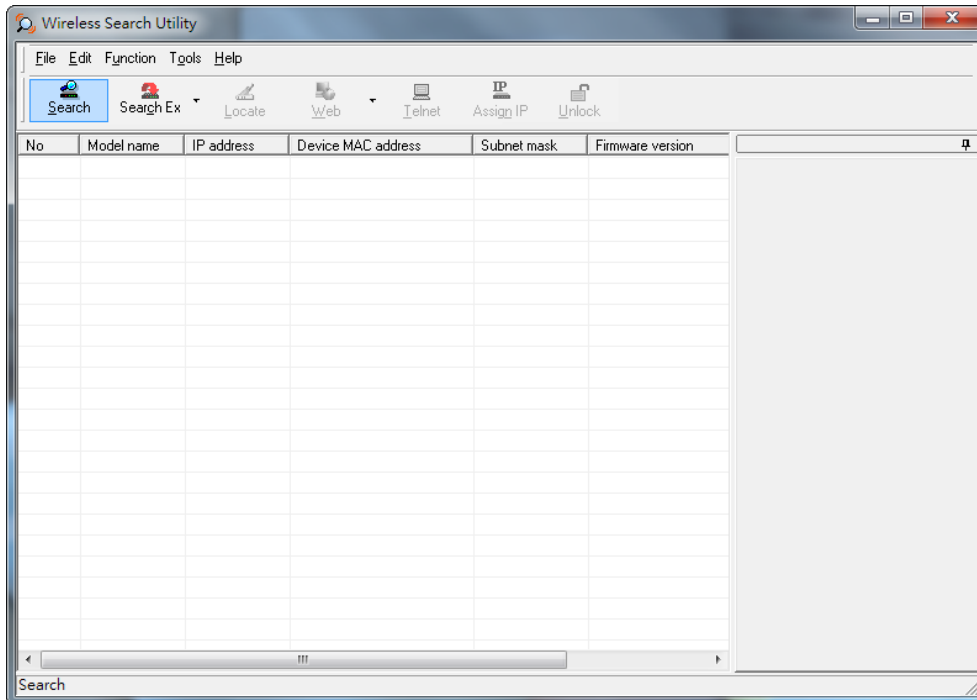 Wireless Search Utility
File Edit Function Tools Help
Search Search Ex Locate Web Telnet IP Assign IP Unlock
No Model name IP address Device MAC address Subnet mask Firmware version
Search